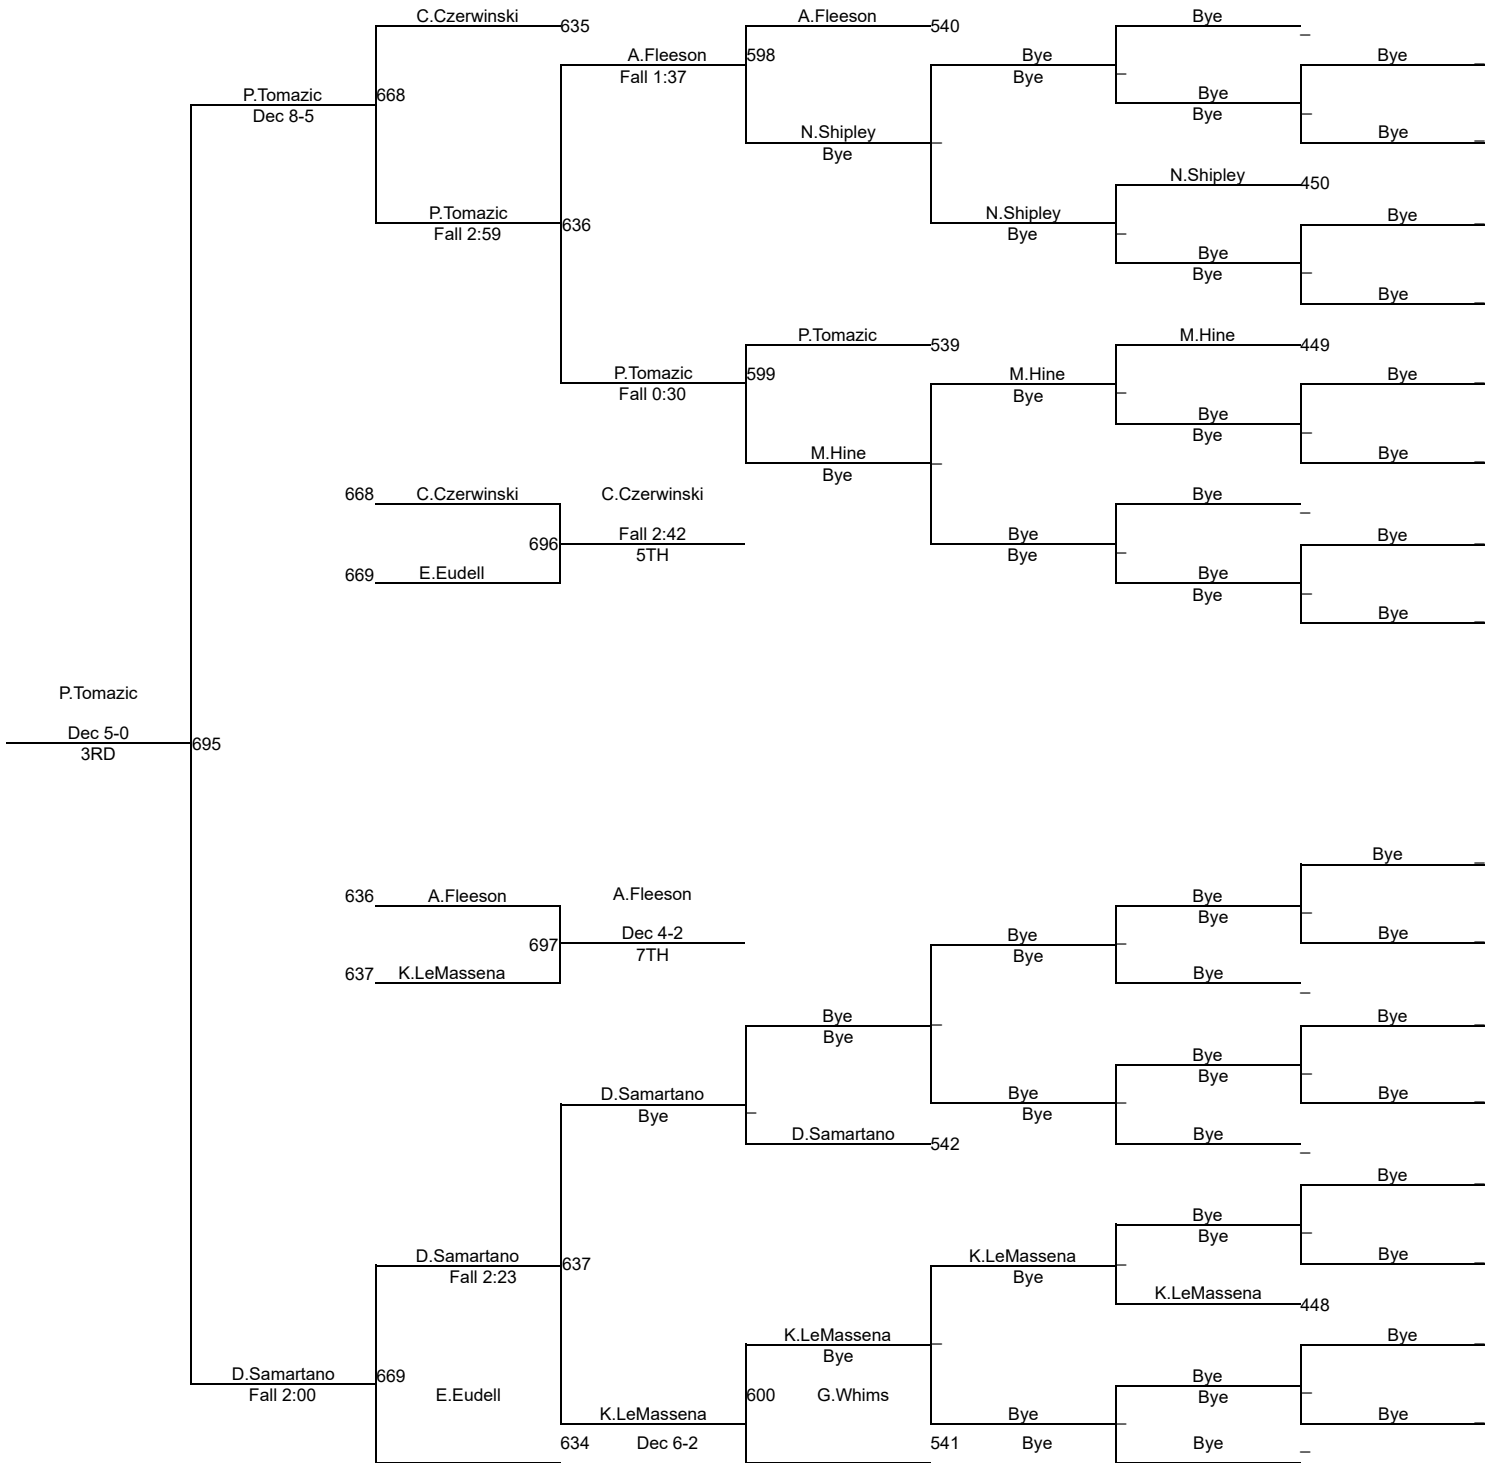 C.Czerwinski
A.Fleeson
Bye
635
540
A.Fleeson
598
Bye
Bye
Fall 1:37
Bye
P.Tomazic
668
Bye
Dec 8-5
Bye
N.Shipley
Bye
Bye
N.Shipley
450
P.Tomazic
N.Shipley
Bye
Fall 2:59
636
Bye
Bye
Bye
Bye
P.Tomazic
539
M.Hine
449
P.Tomazic
599
M.Hine
Bye
Fall 0:30
Bye
Bye
Bye
M.Hine
Bye
Bye
668
C.Czerwinski
C.Czerwinski
Bye
696
Fall 2:42
Bye
Bye
5TH
Bye
669
E.Eudell
Bye
Bye
Bye
P.Tomazic
Dec 5-0
695
3RD
Bye
636
A.Fleeson
A.Fleeson
Bye
Bye
697
Dec 4-2
Bye
Bye
7TH
Bye
637
K.LeMassena
Bye
Bye
Bye
Bye
Bye
Bye
D.Samartano
Bye
Bye
Bye
Bye
D.Samartano
542
Bye
Bye
Bye
Bye
D.Samartano
637
K.LeMassena
Bye
Fall 2:23
Bye
K.LeMassena
448
K.LeMassena
Bye
Bye
D.Samartano
669
Bye
Fall 2:00
E.Eudell
600
G.Whims
Bye
K.LeMassena
Bye
Bye
634
Dec 6-2
541
Bye
Bye